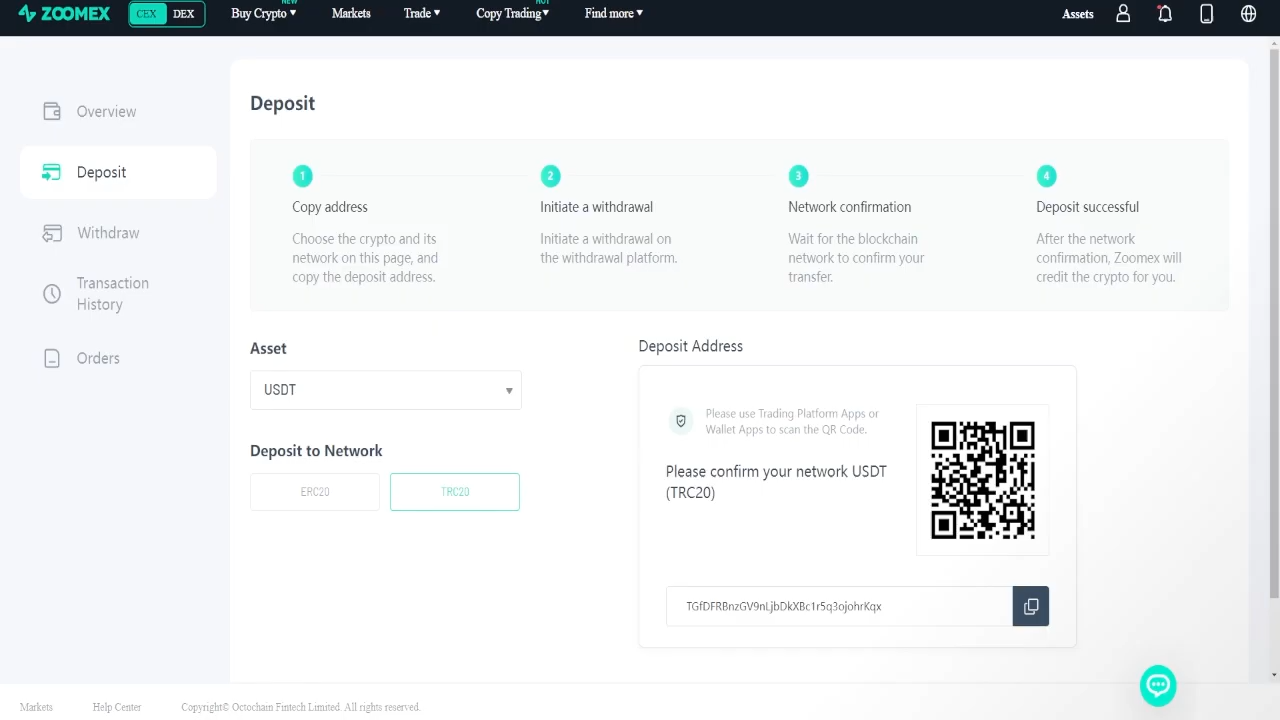 ZOOMEX
CEX DEX
Buy Crypto
NEW
Markets
Trade
Copy Trading
HOT
Find more
Assets
Overview
Deposit
Withdraw
Transaction
History
Orders
Deposit
1
Copy address
Choose the crypto and its
network on this page, and
copy the deposit address.
2
Initiate a withdrawal
Initiate a withdrawal on
the withdrawal platform.
3
Network confirmation
Wait for the blockchain
network to confirm your
transfer.
4
Deposit successful
After the network
confirmation, Zoomex will
credit the crypto for you.
Asset
USDT
Deposit to Network
ERC20
TRC20
Deposit Address
Please use Trading Platform Apps or
Wallet Apps to scan the QR Code.
Please confirm your network USDT
(TRC20)
TGfDFRBnzGV9nLjbDkXBc1r5q3ojohrKqx
Markets
Help Center
Copyright© Octochain Fintech Limited. All rights reserved.